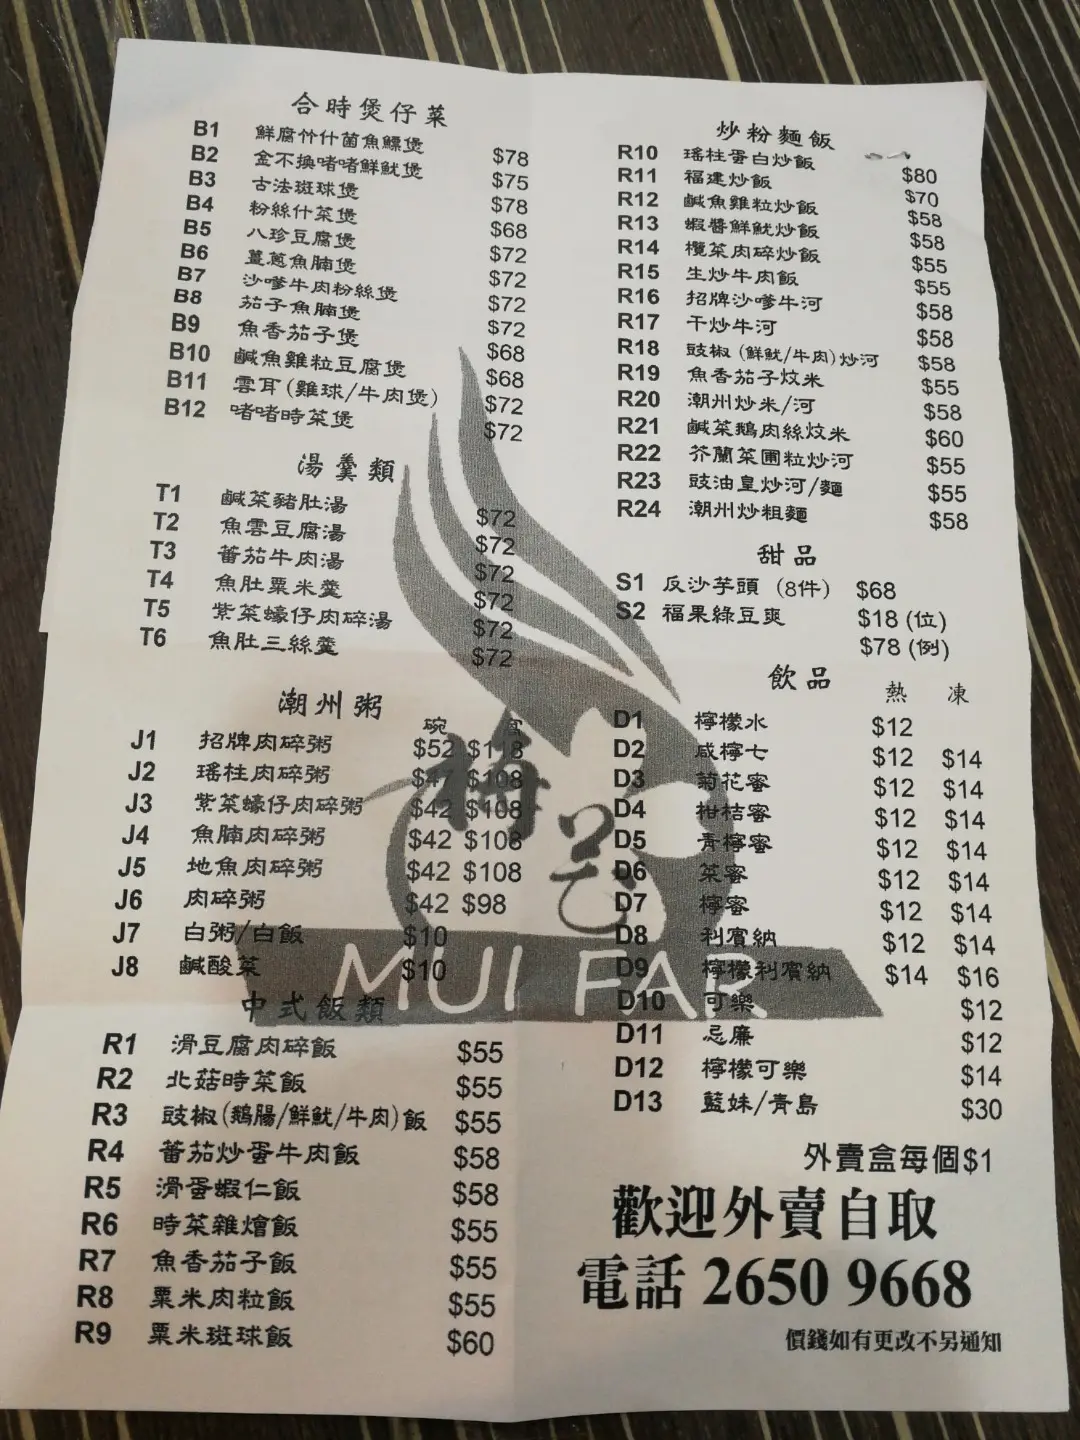 合時煲仔菜
B1 鮮腐竹什菌魚鰾煲 $78
B2 金不換啫啫鮮魷煲 $75
B3 古法斑球煲 $78
B4 粉絲什菜煲 $68
B5 八珍豆腐煲 $72
B6 薑蔥魚腩煲 $72
B7 沙嗲牛肉粉絲煲 $72
B8 茄子魚腩煲 $72
B9 魚香茄子煲 $68
B10 鹹魚雞粒豆腐煲 $68
B11 雲耳(雞球/牛肉煲) $72
B12 啫啫時菜煲 $72
湯羹類
T1 鹹菜豬肚湯 $72
T2 魚雲豆腐湯 $72
T3 蕃茄牛肉湯 $72
T4 魚肚粟米羹 $72
T5 紫菜蠔仔肉碎湯 $72
T6 魚肚三絲羹 $72
潮州粥
碗 窩
J1 招牌肉碎粥 $52 $118
J2 瑤柱肉碎粥 $47 $108
J3 紫菜蠔仔肉碎粥 $42 $108
J4 魚腩肉碎粥 $42 $108
J5 地魚肉碎粥 $42 $108
J6 肉碎粥 $42 $98
J7 白粥/白飯 $10
J8 鹹酸菜 $10
中式飯類
R1 滑豆腐肉碎飯 $55
R2 北菇時菜飯 $55
R3 豉椒(鵝腸/鮮魷/牛肉)飯 $55
R4 蕃茄炒蛋牛肉飯 $58
R5 滑蛋蝦仁飯 $58
R6 時菜雜燴飯 $55
R7 魚香茄子飯 $55
R8 粟米肉粒飯 $55
R9 粟米斑球飯 $60
炒粉麵飯
R10 瑤柱蛋白炒飯 $80
R11 福建炒飯 $70
R12 鹹魚雞粒炒飯 $58
R13 蝦醬鮮魷炒飯 $58
R14 欖菜肉碎炒飯 $55
R15 生炒牛肉飯 $55
R16 招牌沙嗲牛河 $58
R17 干炒牛河 $58
R18 豉椒(鮮魷/牛肉)炒河 $58
R19 魚香茄子炆米 $55
R20 潮州炒米/河 $58
R21 鹹菜鵝肉絲炆米 $60
R22 芥蘭菜圃粒炒河 $55
R23 豉油皇炒河/麵 $55
R24 潮州炒粗麵 $58
甜品
S1 反沙芋頭 (8件) $68
S2 福果綠豆爽 $18 (位)
$78 (例)
飲品
熱 凍
D1 檸檬水 $12
D2 咸檸七 $12 $14
D3 菊花蜜 $12 $14
D4 柑桔蜜 $12 $14
D5 青檸蜜 $12 $14
D6 菜蜜 $12 $14
D7 檸蜜 $12 $14
D8 利賓納 $12 $14
D9 檸檬利賓納 $14 $16
D10 可樂 $12
D11 忌廉 $12
D12 檸檬可樂 $14
D13 藍妹/青島 $30
梅花
MUI FAR
外賣盒每個$1
歡迎外賣自取
電話 2650 9668
價錢如有更改不另通知